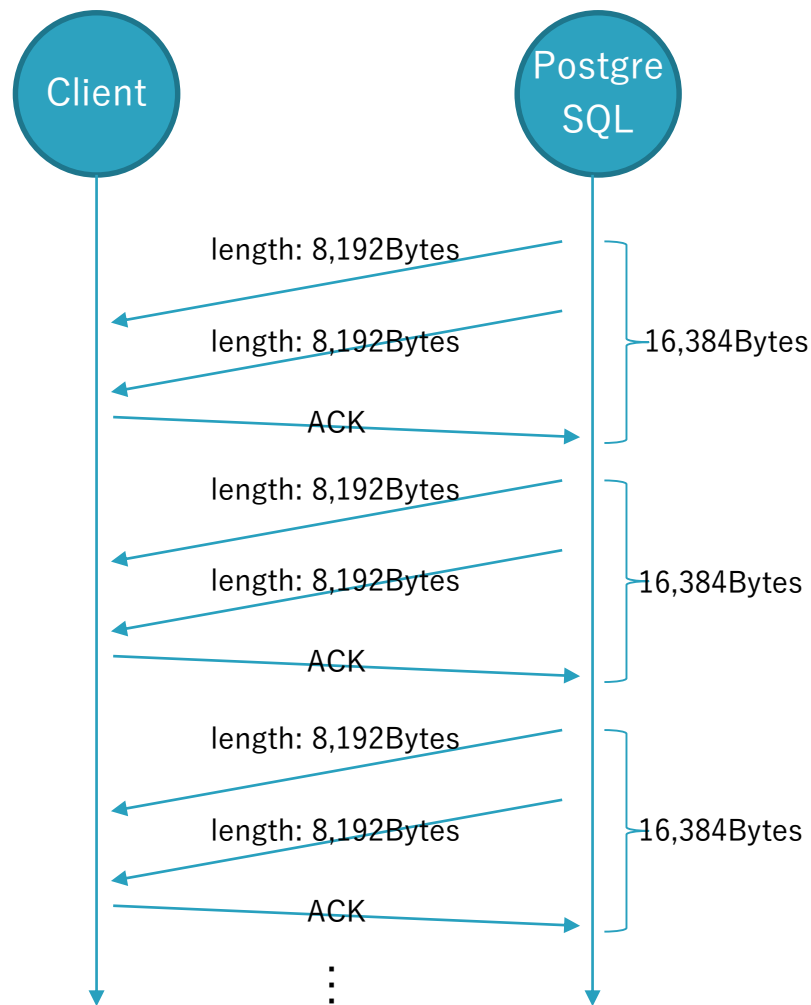 Client
Postgre
SQL
length: 8,192Bytes
length: 8,192Bytes
16,384Bytes
ACK
length: 8,192Bytes
length: 8,192Bytes
16,384Bytes
ACK
length: 8,192Bytes
length: 8,192Bytes
16,384Bytes
ACK
⋮